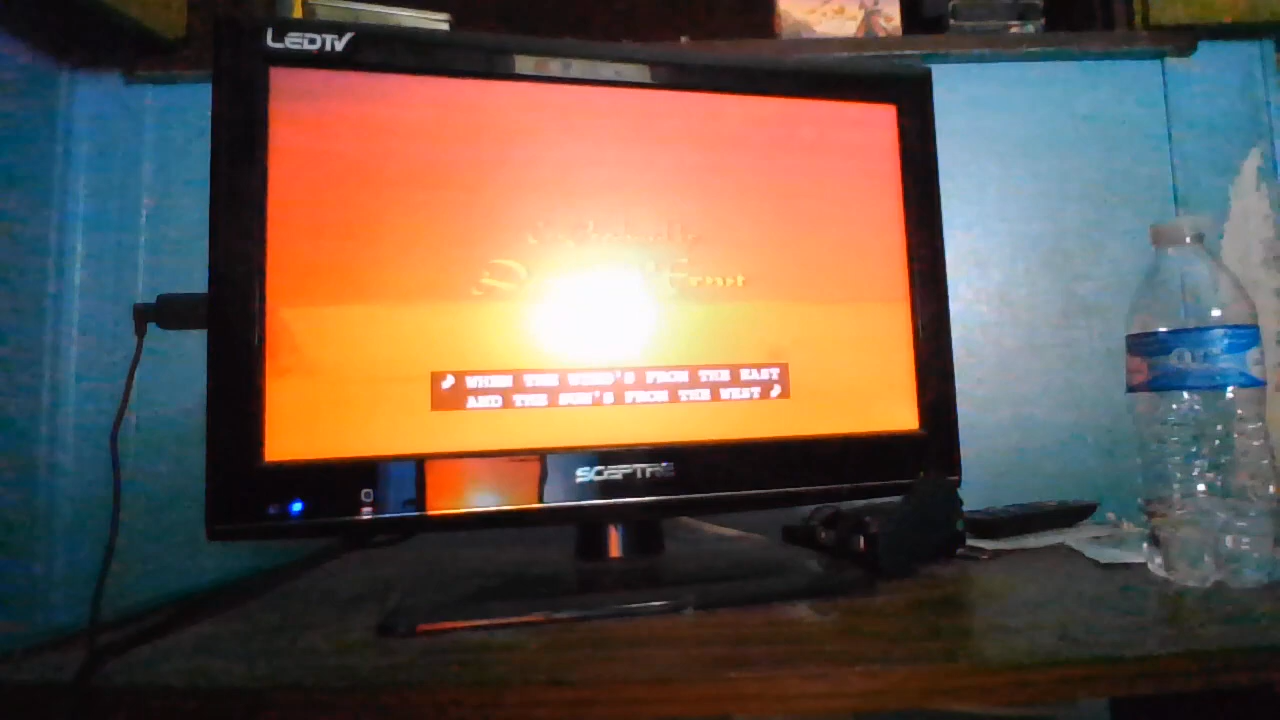 LEDTV
♪ WHEN THE WIND'S FROM THE EAST
AND THE SUN'S FROM THE WEST ♪
SCEPTRE